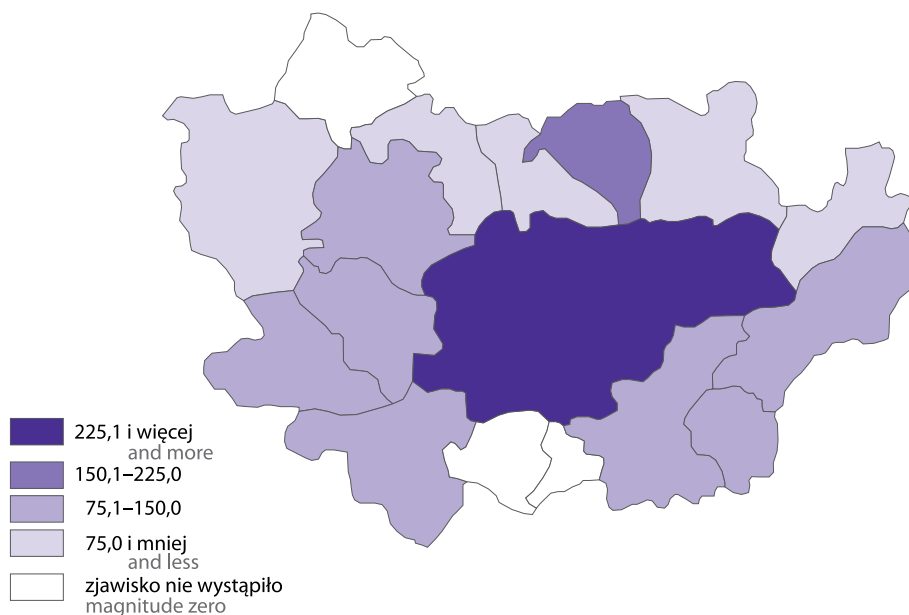 225,1 i więcej
and more
150,1–225,0
75,1–150,0
75,0 i mniej
and less
zjawisko nie wystąpiło
magnitude zero